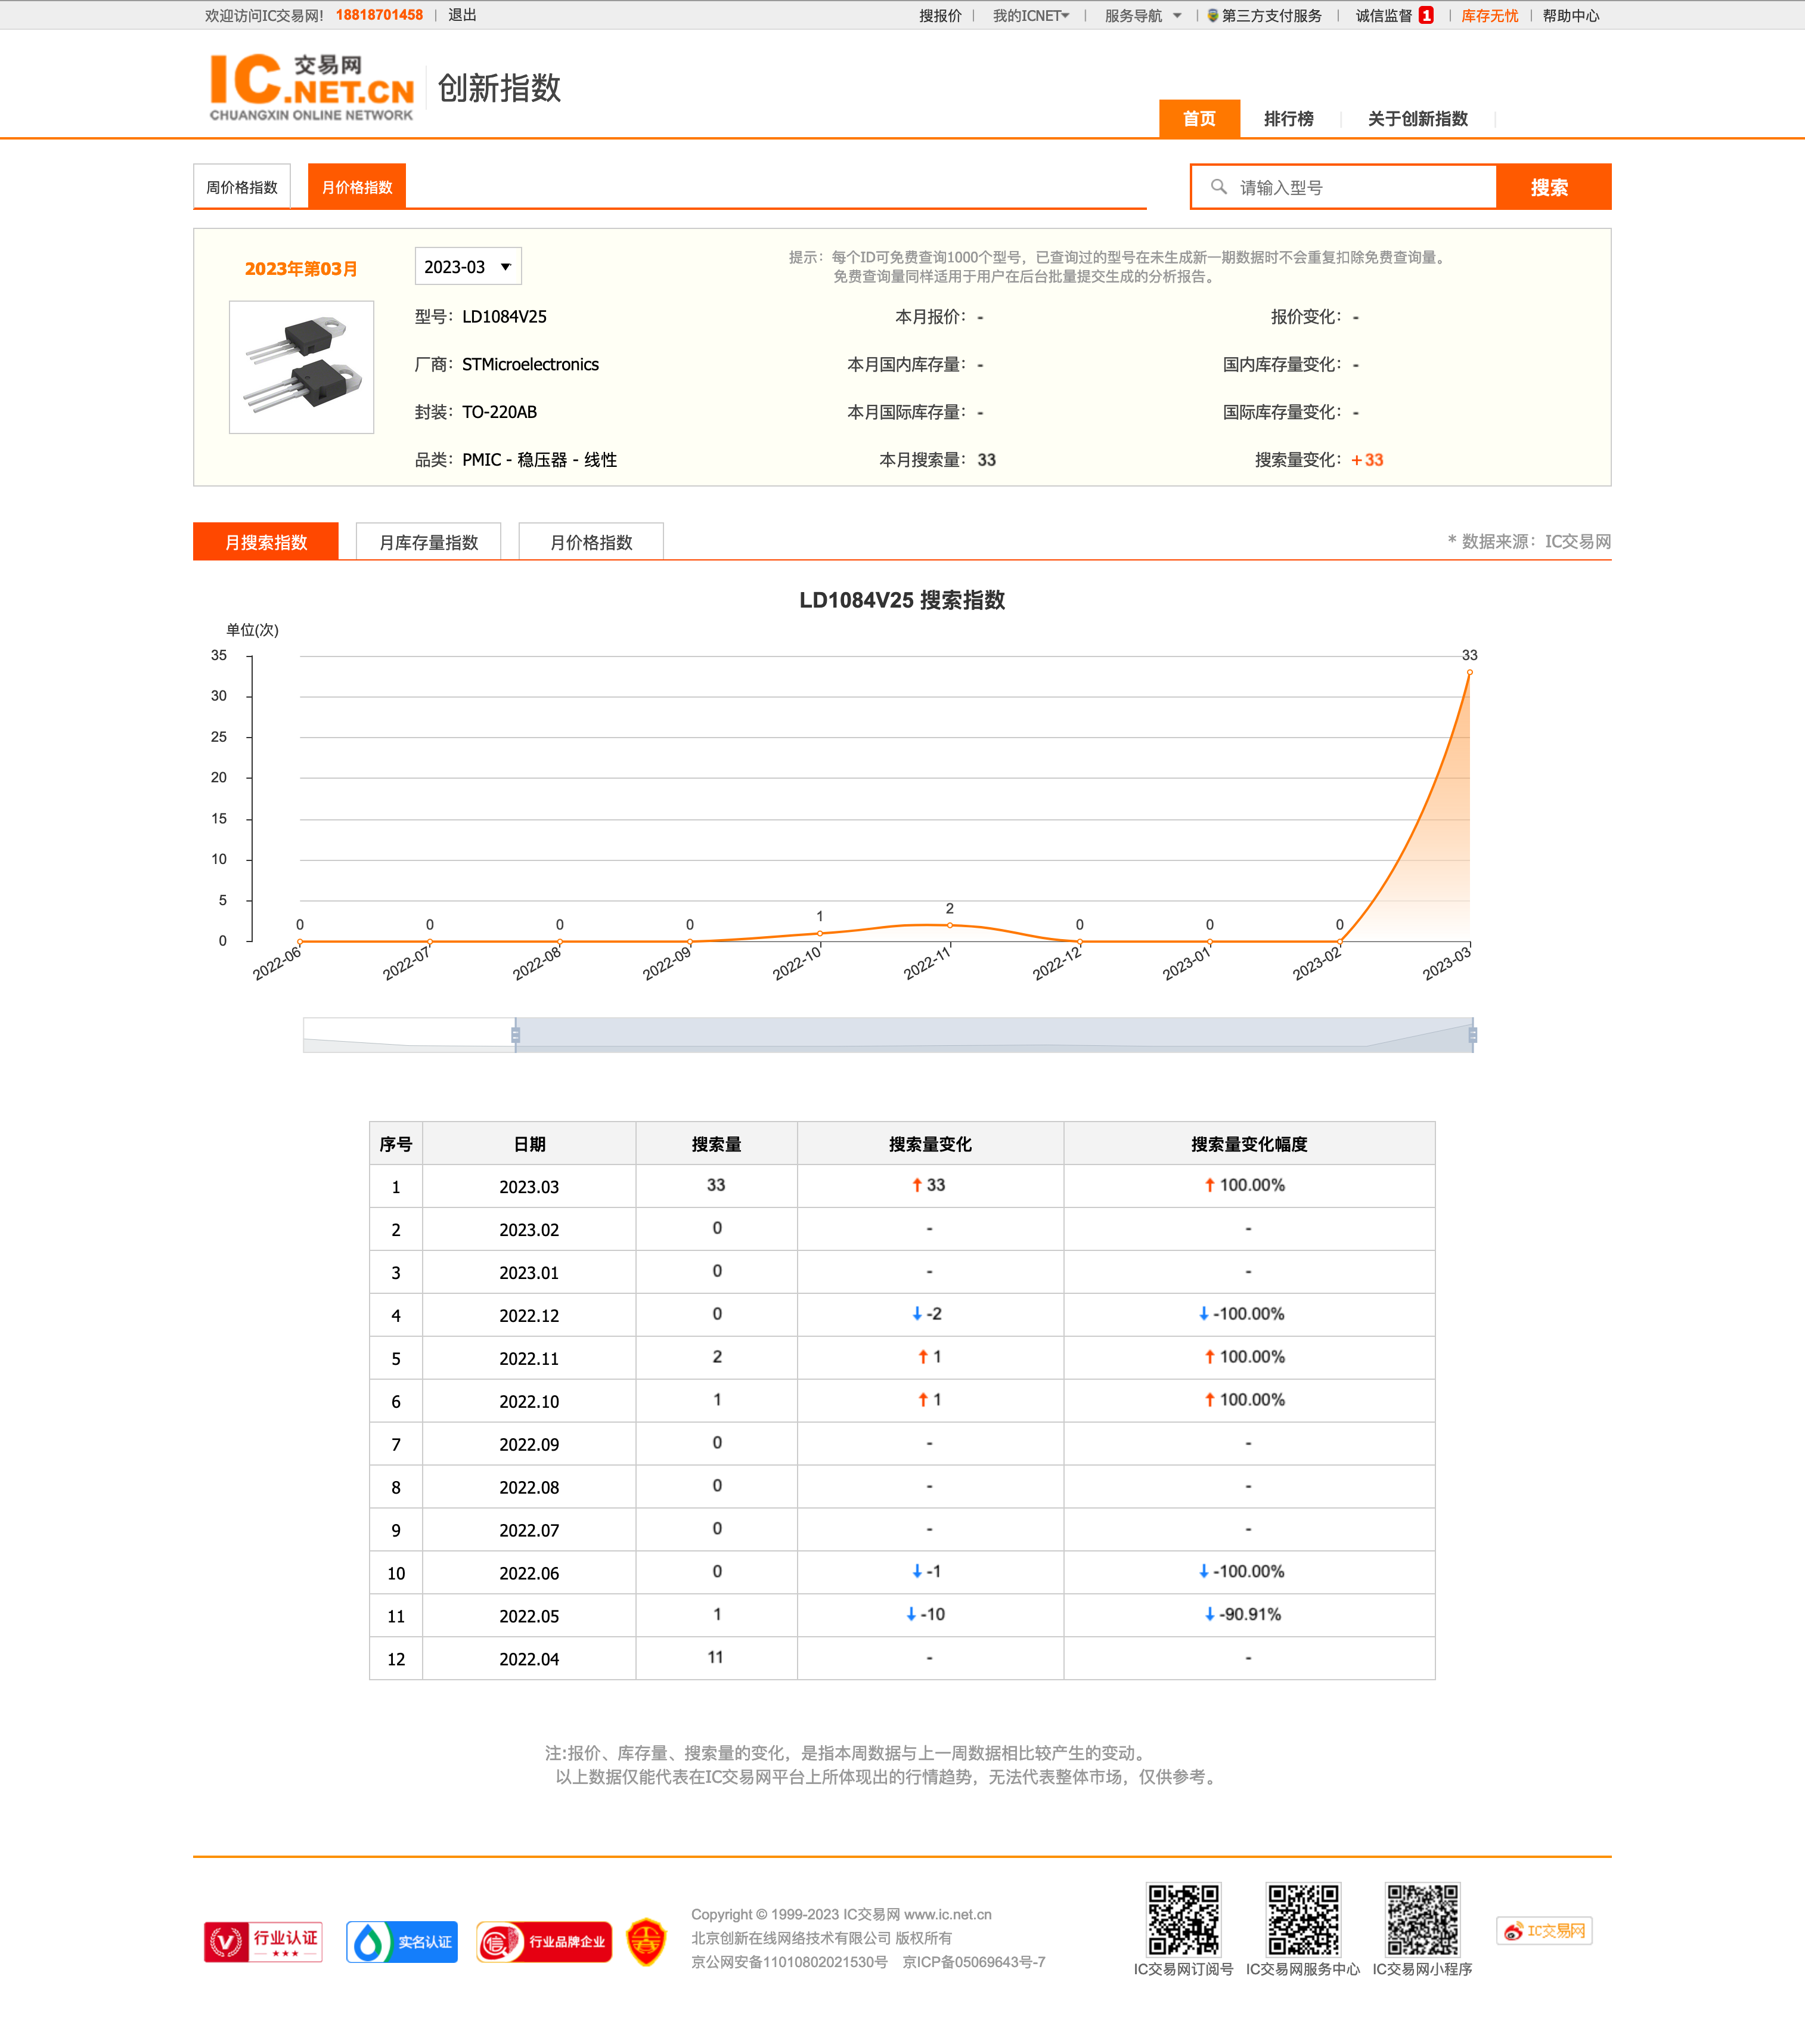 欢迎访问IC交易网! 18818701458 | 退出
搜报价 | 我的ICNET | 服务导航 | 第三方支付服务 | 诚信监督 1 | 库存无忧 | 帮助中心
IC交易网
.NET.CN
CHUANGXIN ONLINE NETWORK
创新指数
首页 排行榜 关于创新指数
周价格指数 月价格指数 请输入型号 搜索
2023年第03月 2023-03
提示：每个ID可免费查询1000个型号，已查询过的型号在未生成新一期数据时不会重复扣除免费查询量。
免费查询量同样适用于用户在后台批量提交生成的分析报告。
型号：LD1084V25 本月报价：- 报价变化：-
厂商：STMicroelectronics 本月国内库存量：- 国内库存量变化：-
封装：TO-220AB 本月国际库存量：- 国际库存量变化：-
品类：PMIC - 稳压器 - 线性 本月搜索量：33 搜索量变化：+33
月搜索指数 月库存量指数 月价格指数 * 数据来源：IC交易网
LD1084V25 搜索指数
单位(次)
35
30
25
20
15
10
5
0
0 0 0 0 1 2 0 0 0 33
2022-06 2022-07 2022-08 2022-09 2022-10 2022-11 2022-12 2023-01 2023-02 2023-03
序号 日期 搜索量 搜索量变化 搜索量变化幅度
1 2023.03 33 ↑ 33 ↑ 100.00%
2 2023.02 0 - -
3 2023.01 0 - -
4 2022.12 0 ↓ -2 ↓ -100.00%
5 2022.11 2 ↑ 1 ↑ 100.00%
6 2022.10 1 ↑ 1 ↑ 100.00%
7 2022.09 0 - -
8 2022.08 0 - -
9 2022.07 0 - -
10 2022.06 0 ↓ -1 ↓ -100.00%
11 2022.05 1 ↓ -10 ↓ -90.91%
12 2022.04 11 - -
注:报价、库存量、搜索量的变化，是指本周数据与上一周数据相比较产生的变动。
以上数据仅能代表在IC交易网平台上所体现出的行情趋势，无法代表整体市场，仅供参考。
行业认证
实名认证
信 行业品牌企业
Copyright © 1999-2023 IC交易网 www.ic.net.cn
北京创新在线网络技术有限公司 版权所有
京公网安备11010802021530号 京ICP备05069643号-7
IC交易网订阅号 IC交易网服务中心 IC交易网小程序
IC交易网